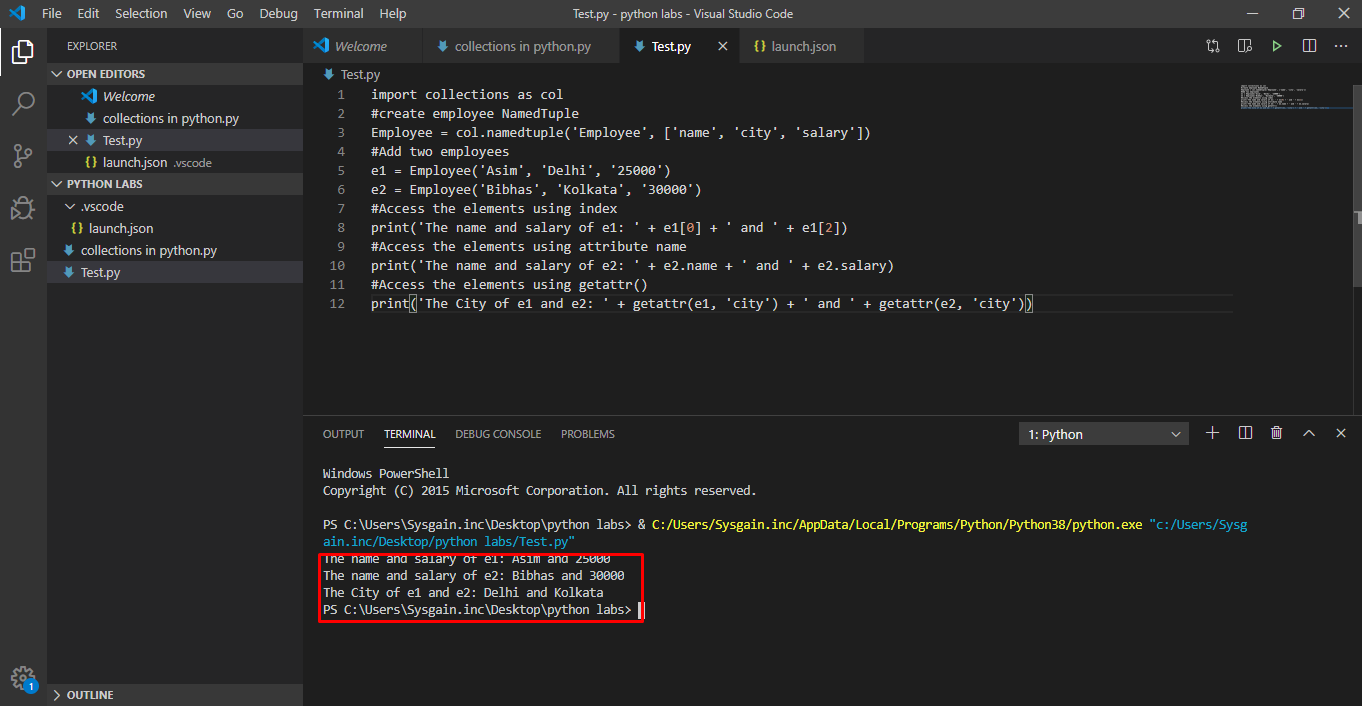 File Edit Selection View Go Debug Terminal Help Test.py - python labs - Visual Studio Code
EXPLORER
OPEN EDITORS
Welcome
collections in python.py
Test.py
launch.json .vscode
PYTHON LABS
.vscode
launch.json
collections in python.py
Test.py
OUTLINE
1
Welcome collections in python.py Test.py {} launch.json
Test.py
1 import collections as col
2 #create employee NamedTuple
3 Employee = col.namedtuple('Employee', ['name', 'city', 'salary'])
4 #Add two employees
5 e1 = Employee('Asim', 'Delhi', '25000')
6 e2 = Employee('Bibhas', 'Kolkata', '30000')
7 #Access the elements using index
8 print('The name and salary of e1: ' + e1[0] + ' and ' + e1[2])
9 #Access the elements using attribute name
10 print('The name and salary of e2: ' + e2.name + ' and ' + e2.salary)
11 #Access the elements using getattr()
12 print('The City of e1 and e2: ' + getattr(e1, 'city') + ' and ' + getattr(e2, 'city'))
OUTPUT TERMINAL DEBUG CONSOLE PROBLEMS 1: Python
Windows PowerShell
Copyright (C) 2015 Microsoft Corporation. All rights reserved.
PS C:\Users\Sysgain.inc\Desktop\python labs> & C:/Users/Sysgain.inc/AppData/Local/Programs/Python/Python38/python.exe "c:/Users/Sysg
ain.inc/Desktop/python labs/Test.py"
The name and salary of e1: Asim and 25000
The name and salary of e2: Bibhas and 30000
The City of e1 and e2: Delhi and Kolkata
PS C:\Users\Sysgain.inc\Desktop\python labs>